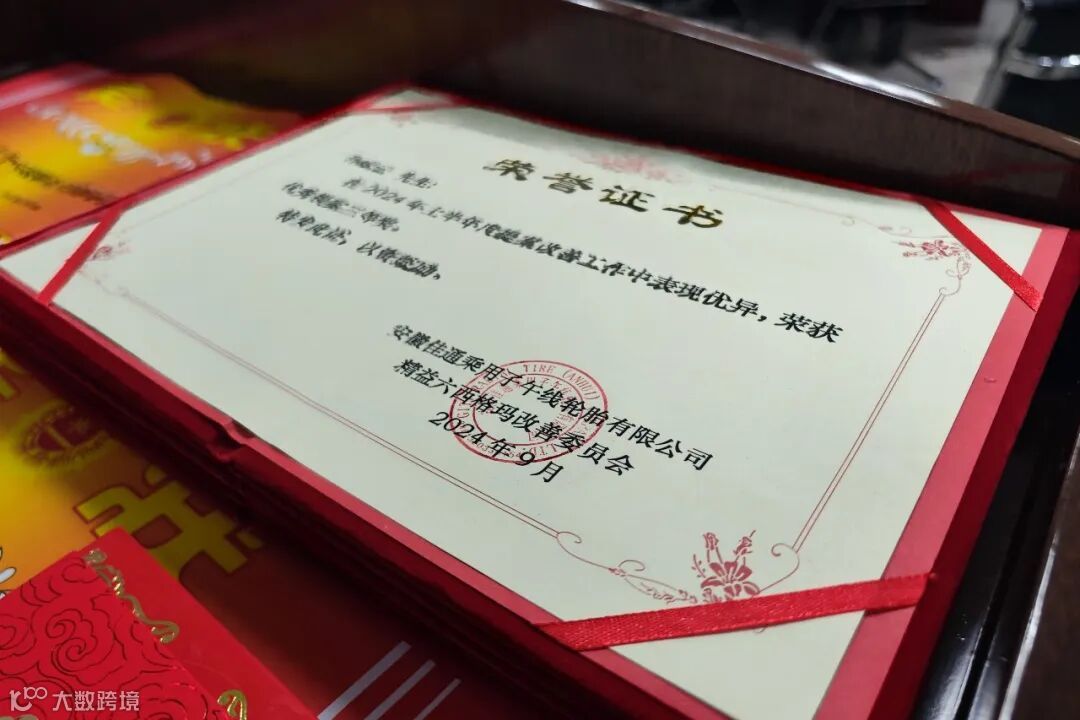 荣誉证书
先生:
在2024年上半年度提案改善工作中表现优异,荣获
优秀提案三等奖。
特发此证,以资鼓励。
安徽佳通乘用子午线轮胎有限公司
精益六西格玛改善委员会
2024年9月
TIRE (ANHUI)
大数跨境